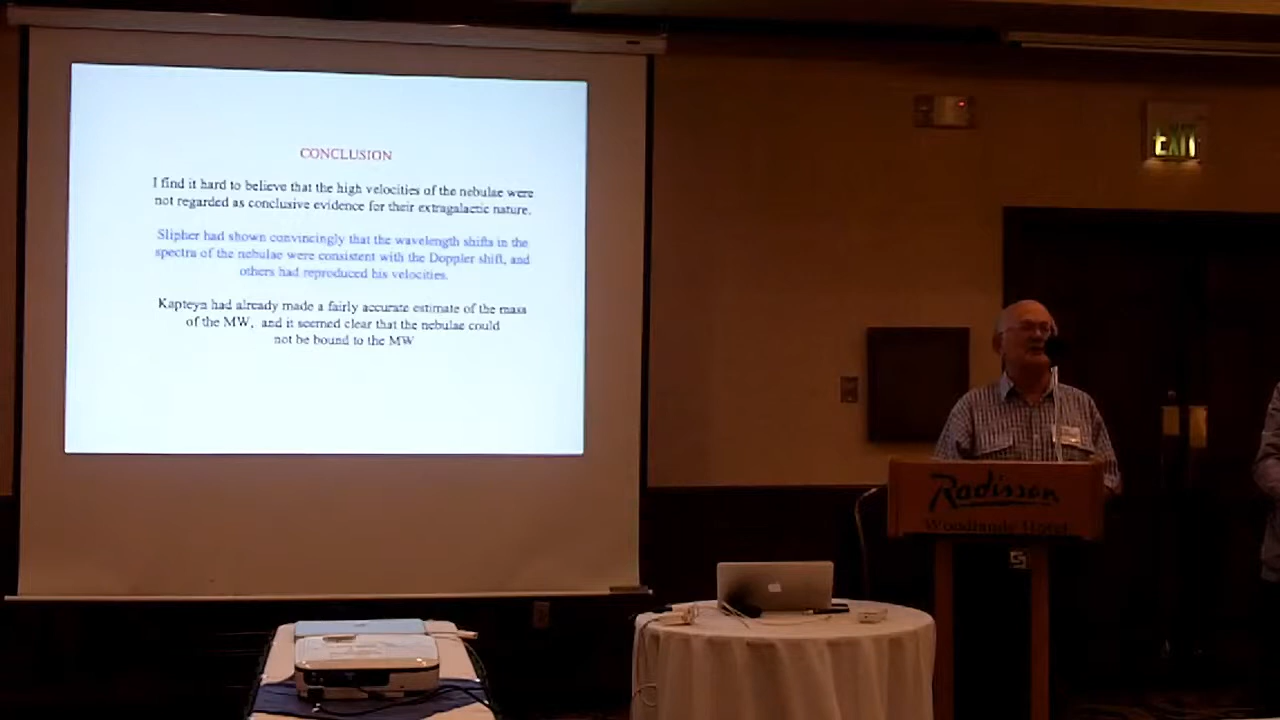 CONCLUSION
I find it hard to believe that the high velocities of the nebulae were
not regarded as conclusive evidence for their extragalactic nature.
Slipher had shown convincingly that the wavelength shifts in the
spectra of the nebulae were consistent with the Doppler shift, and
others had reproduced his velocities.
Kapteyn had already made a fairly accurate estimate of the mass
of the MW, and it seemed clear that the nebulae could
not be bound to the MW
EXIT
Radisson
Woodlands Hotel